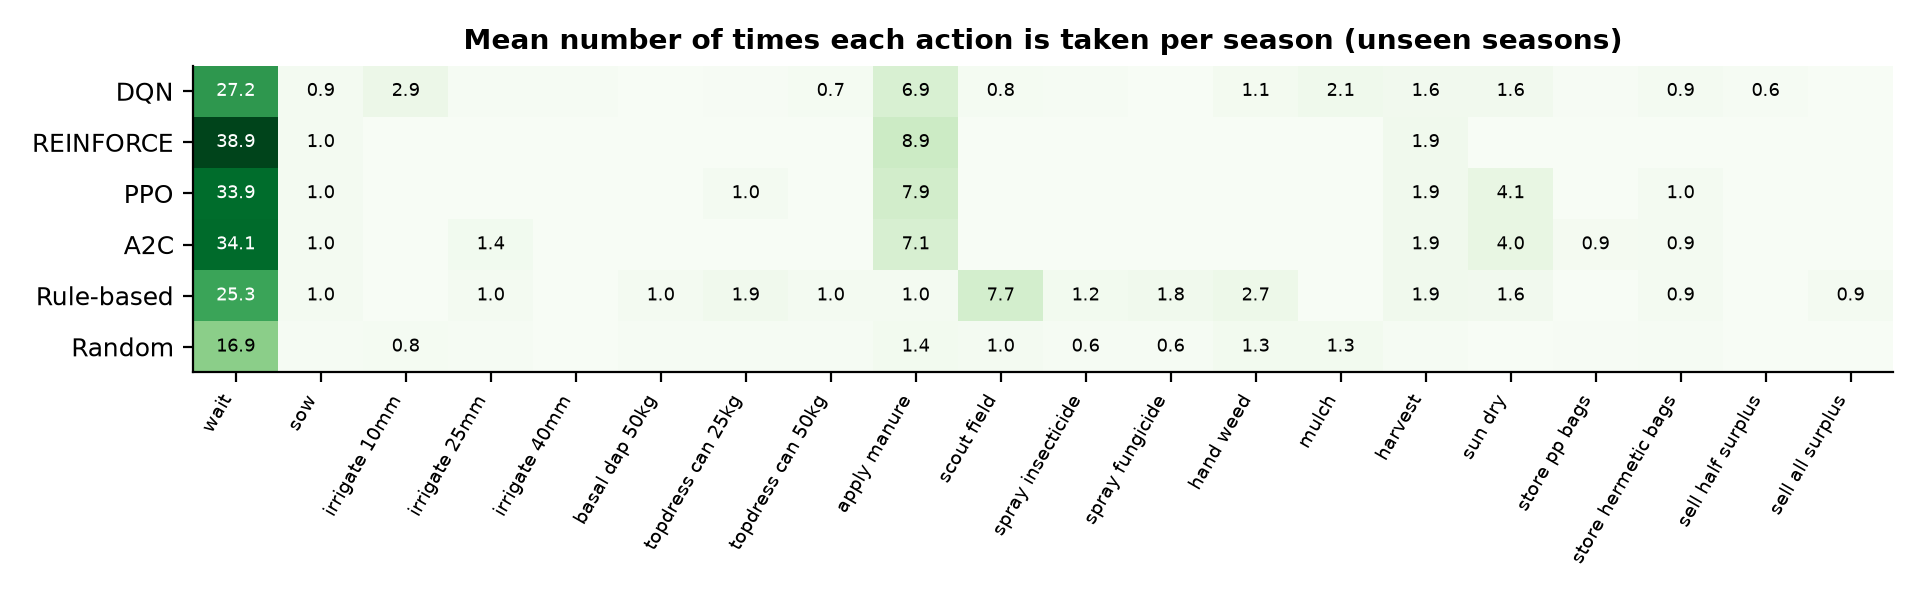 Mean number of times each action is taken per season (unseen seasons)
DQN 27.2 0.9 2.9 0.7 6.9 0.8 1.1 2.1 1.6 1.6 0.9 0.6
REINFORCE 38.9 1.0 8.9 1.9
PPO 33.9 1.0 1.0 7.9 1.9 4.1 1.0
A2C 34.1 1.0 1.4 7.1 1.9 4.0 0.9 0.9
Rule-based 25.3 1.0 1.0 1.0 1.9 1.0 1.0 7.7 1.2 1.8 2.7 1.9 1.6 0.9 0.9
Random 16.9 0.8 1.4 1.0 0.6 0.6 1.3 1.3
wait
sow
irrigate 10mm
irrigate 25mm
irrigate 40mm
basal dap 50kg
topdress can 25kg
topdress can 50kg
apply manure
scout field
spray insecticide
spray fungicide
hand weed
mulch
harvest
sun dry
store pp bags
store hermetic bags
sell half surplus
sell all surplus